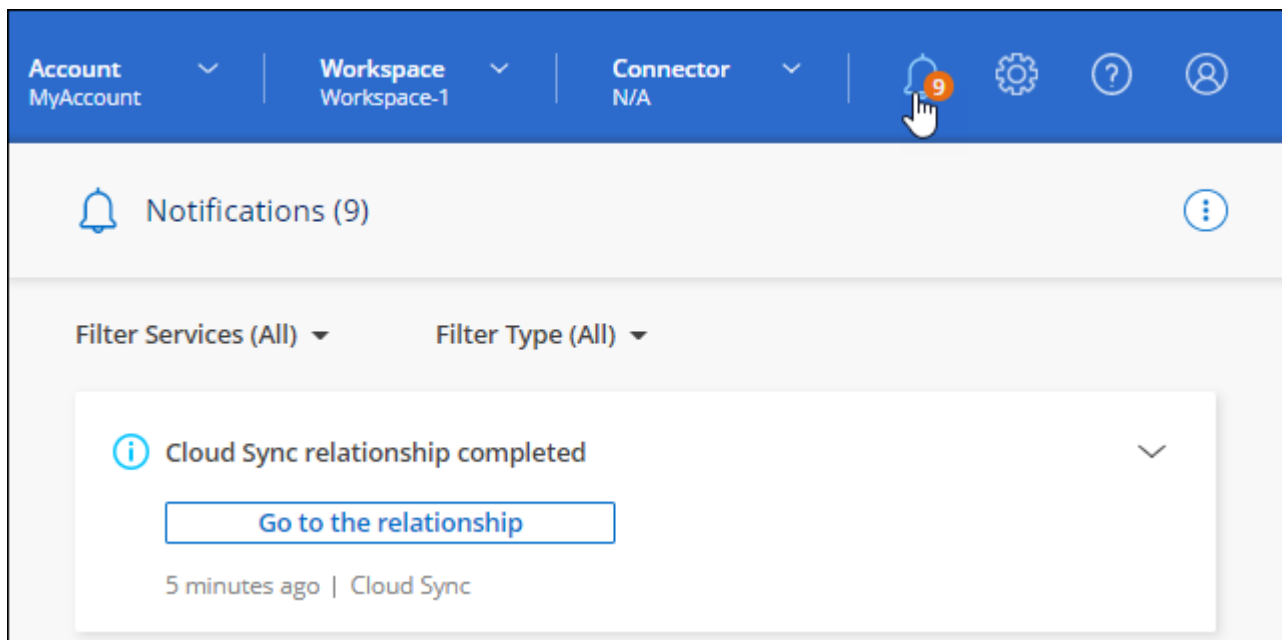 Account
MyAccount
Workspace
Workspace-1
Connector
N/A
9
?
Notifications (9)
Filter Services (All)
Filter Type (All)
i
Cloud Sync relationship completed
Go to the relationship
5 minutes ago | Cloud Sync